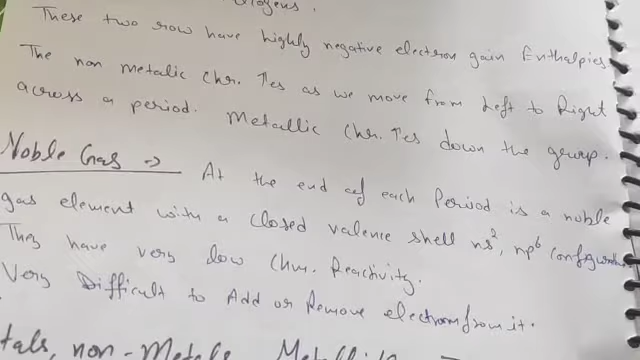 These two row have highly negative electron gain Enthalpies.
The non metalic Chr. ↑es as we move from Left to Right
across a period. Metallic Chr. ↑es down the group.
Noble Gas →
At the end of each Period is a noble
gas element with a closed valence shell ns², np⁶ configuration
They have very low Chm. Reactivity.
Very Difficult to Add or Remove electron from it.
non-Metals